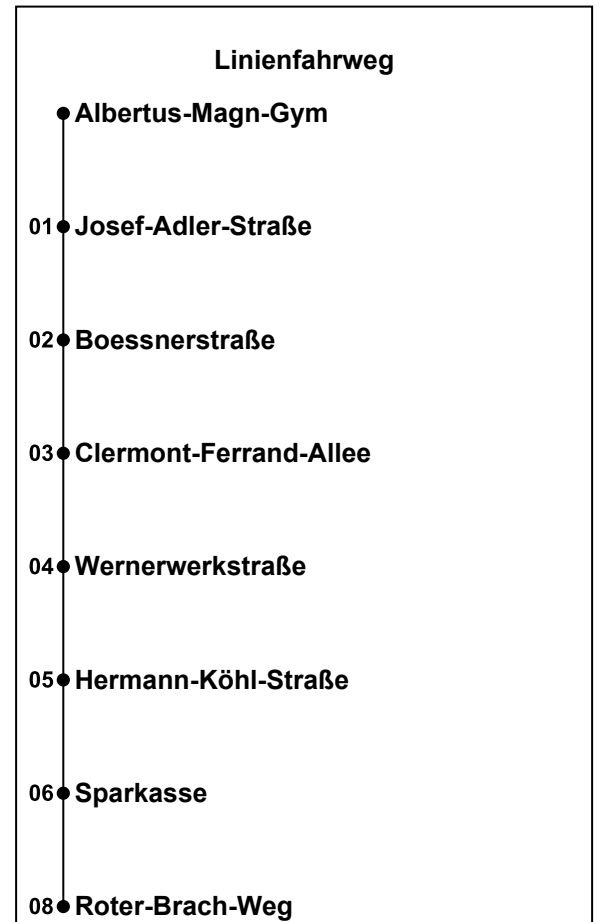 Linienfahrweg
Albertus-Magn-Gym
01 Josef-Adler-Straße
02 Boessnerstraße
03 Clermont-Ferrand-Allee
04 Wernerwerkstraße
05 Hermann-Köhl-Straße
06 Sparkasse
08 Roter-Brach-Weg